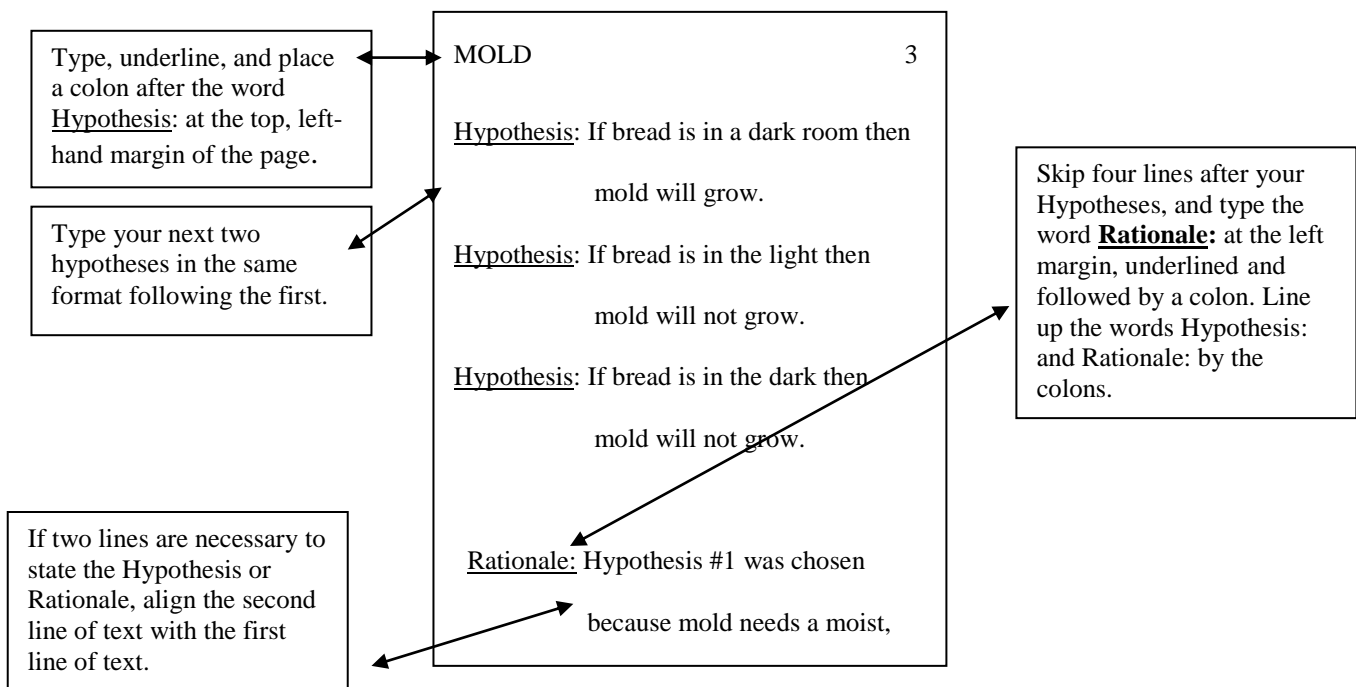 Type, underline, and place
a colon after the word
Hypothesis: at the top, left-
hand margin of the page.
Type your next two
hypotheses in the same
format following the first.
If two lines are necessary to
state the Hypothesis or
Rationale, align the second
line of text with the first
line of text.
MOLD 3
Hypothesis: If bread is in a dark room then
mold will grow.
Hypothesis: If bread is in the light then
mold will not grow.
Hypothesis: If bread is in the dark then
mold will not grow.
Rationale: Hypothesis #1 was chosen
because mold needs a moist,
Skip four lines after your
Hypotheses, and type the
word Rationale: at the left
margin, underlined and
followed by a colon. Line
up the words Hypothesis:
and Rationale: by the
colons.